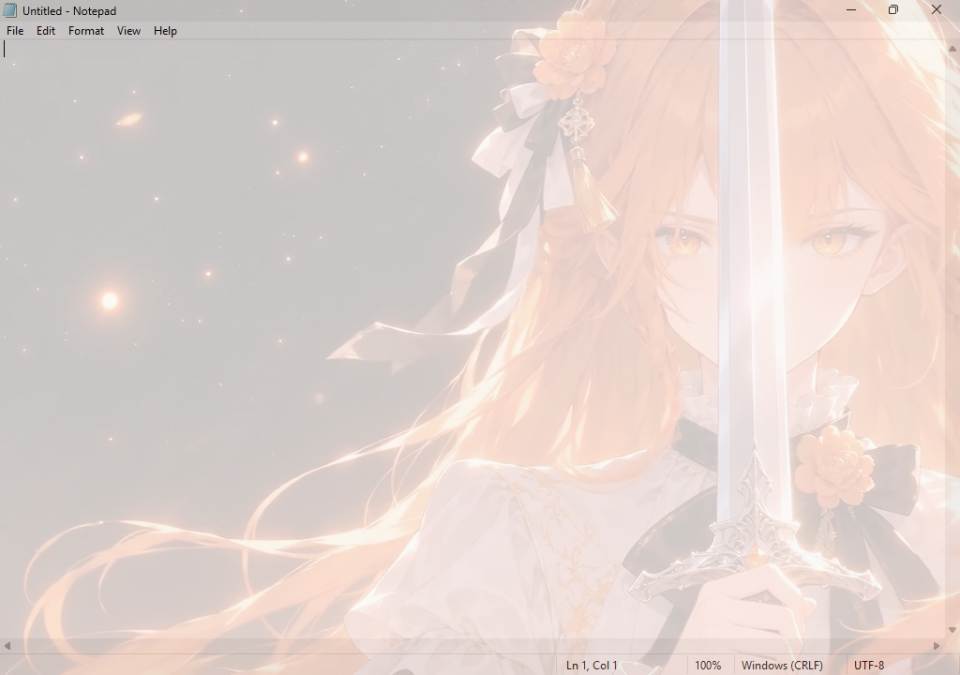 Untitled - Notepad
File Edit Format View Help
Ln 1, Col 1 100% Windows (CRLF) UTF-8